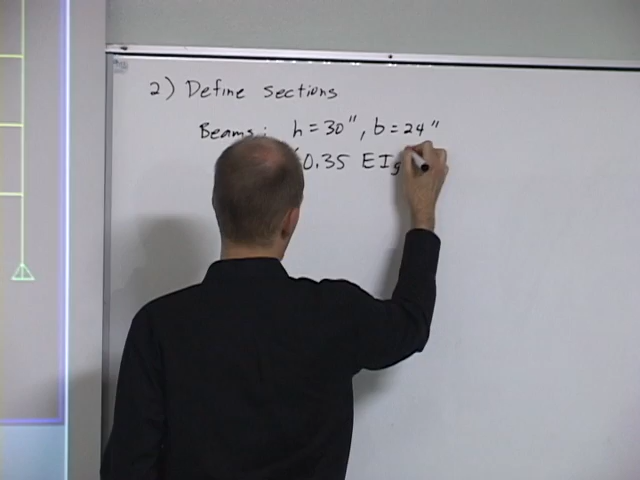 2) Define sections
Beams: h = 30", b = 24"
0.35 EIg